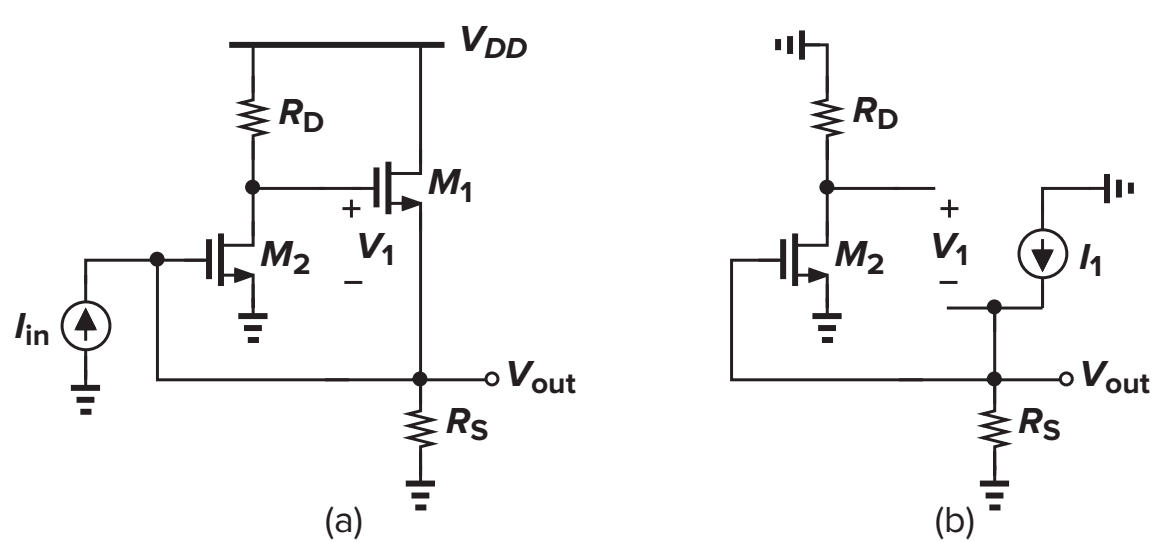 V_DD
R_D
M_1
+
V_1
−
M_2
I_in
V_out
R_S
(a)
R_D
+
V_1
−
M_2
I_1
V_out
R_S
(b)